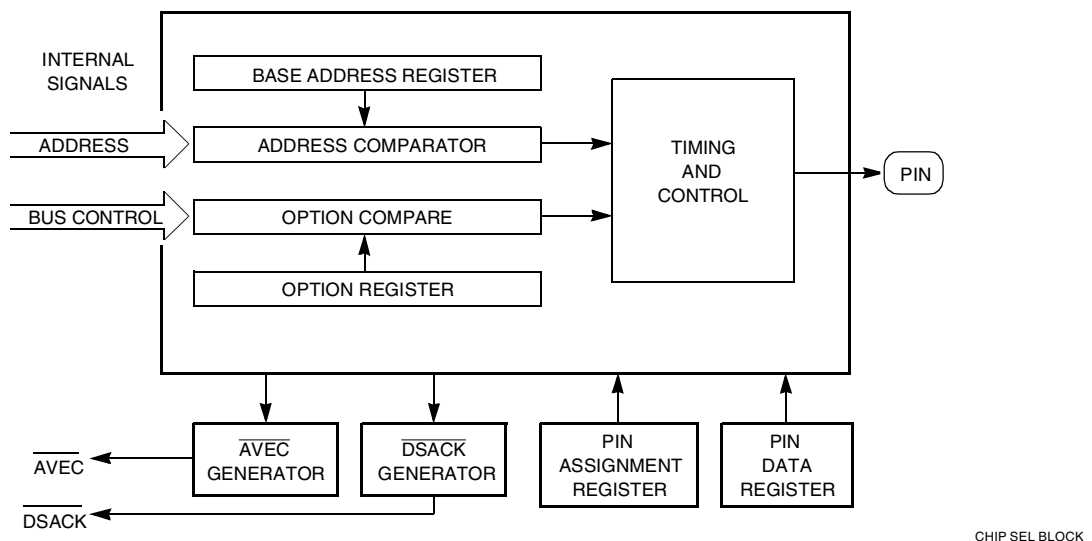 INTERNAL
SIGNALS
BASE ADDRESS REGISTER
ADDRESS
ADDRESS COMPARATOR
TIMING
AND
CONTROL
PIN
BUS CONTROL
OPTION COMPARE
OPTION REGISTER
AVEC
GENERATOR
DSACK
GENERATOR
PIN
ASSIGNMENT
REGISTER
PIN
DATA
REGISTER
AVEC
DSACK
CHIP SEL BLOCK